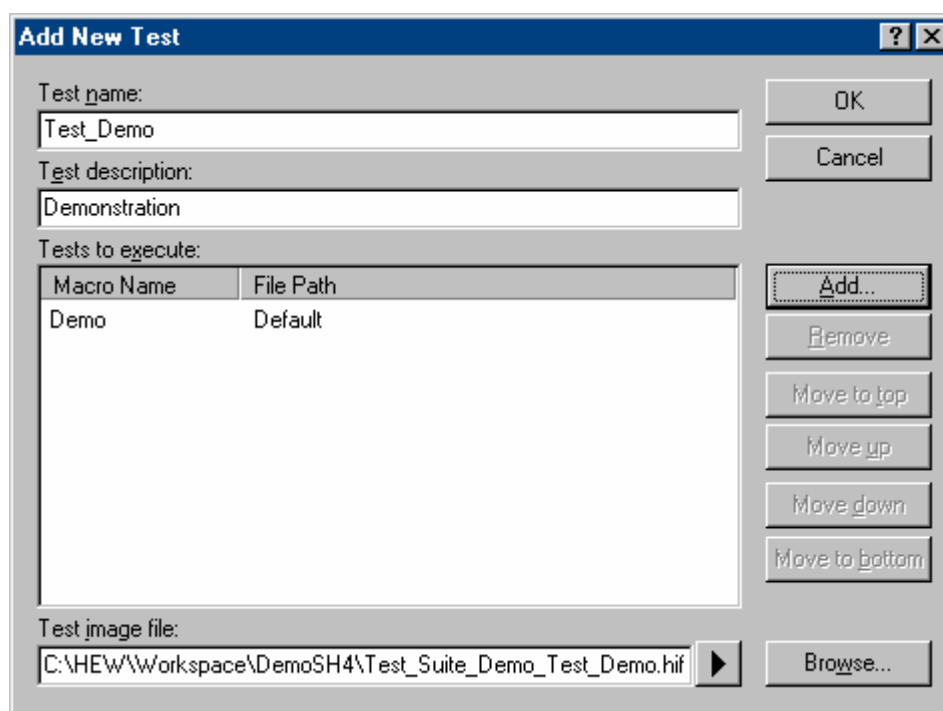 Add New Test
Test name:
Test_Demo
Test description:
Demonstration
Tests to execute:
Macro Name File Path
Demo Default
Test image file:
C:\HEW\Workspace\DemoSH4\Test_Suite_Demo_Test_Demo.hif
OK
Cancel
Add...
Remove
Move to top
Move up
Move down
Move to bottom
Browse...